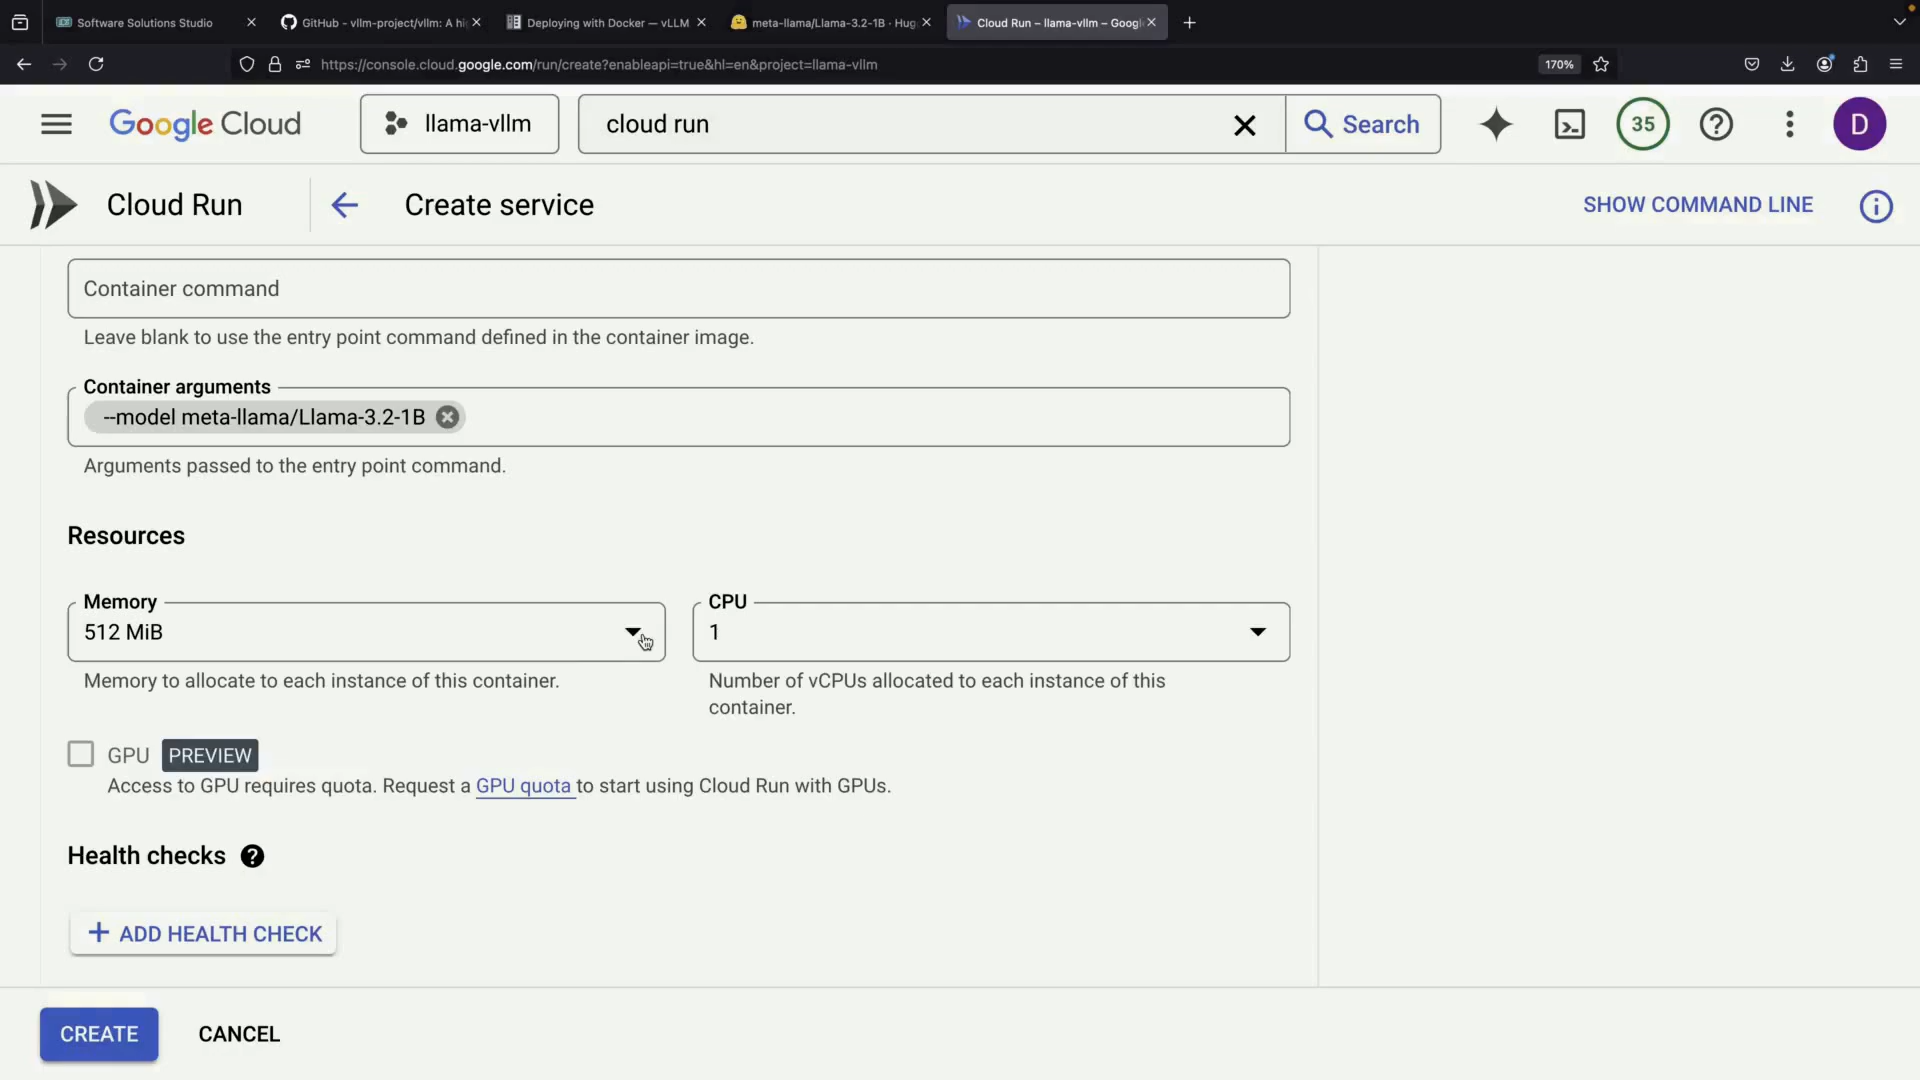 Software Solutions Studio
GitHub - vllm-project/vllm: A hi
Deploying with Docker — vLLM
meta-llama/Llama-3.2-1B · Hug
Cloud Run – llama-vllm – Googl
https://console.cloud.google.com/run/create?enableapi=true&hl=en&project=llama-vllm
170%
Google Cloud
llama-vllm
cloud run
Search
35
D
Cloud Run
Create service
SHOW COMMAND LINE
Container command
Leave blank to use the entry point command defined in the container image.
Container arguments
--model meta-llama/Llama-3.2-1B
Arguments passed to the entry point command.
Resources
Memory
512 MiB
Memory to allocate to each instance of this container.
CPU
1
Number of vCPUs allocated to each instance of this
container.
GPU PREVIEW
Access to GPU requires quota. Request a GPU quota to start using Cloud Run with GPUs.
Health checks
+ ADD HEALTH CHECK
CREATE
CANCEL